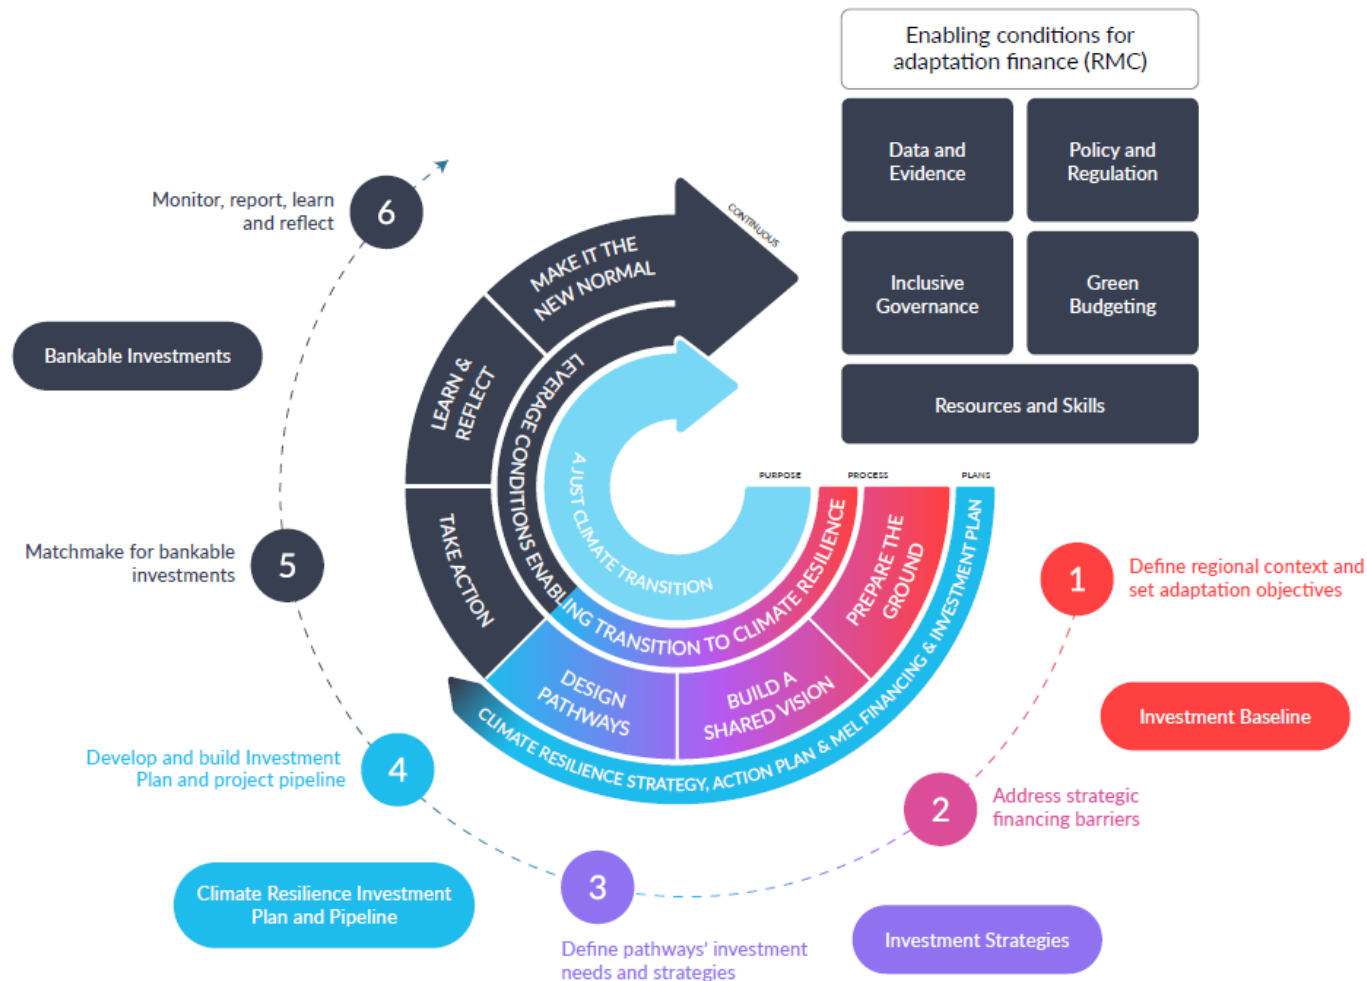 Enabling conditions for
adaptation finance (RMC)
Data and
Evidence
Policy and
Regulation
Inclusive
Governance
Green
Budgeting
Resources and Skills
6
Monitor, report, learn
and reflect
Bankable Investments
5
Matchmake for bankable
investments
4
Develop and build Investment
Plan and project pipeline
Climate Resilience Investment
Plan and Pipeline
3
Define pathways' investment
needs and strategies
Investment Strategies
2
Address strategic
financing barriers
Investment Baseline
1
Define regional context and
set adaptation objectives
CONTINUOUS
MAKE IT THE
NEW NORMAL
LEARN &
REFLECT
TAKE ACTION
DESIGN
PATHWAYS
BUILD A
SHARED VISION
PREPARE THE
GROUND
LEVERAGE CONDITIONS ENABLING TRANSITION TO CLIMATE RESILIENCE
A JUST CLIMATE TRANSITION
PURPOSE
PROCESS
PLANS
CLIMATE RESILIENCE STRATEGY, ACTION PLAN & MEL FINANCING & INVESTMENT PLAN